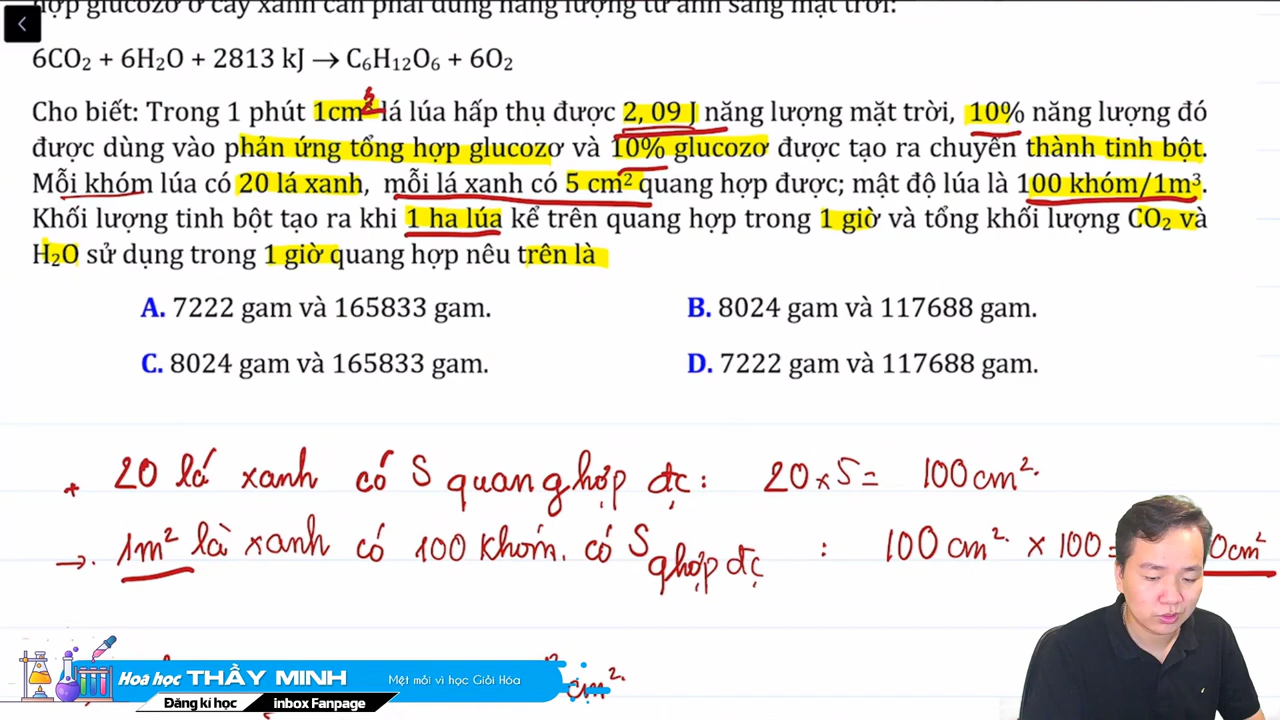 hợp glucozơ ở cây xanh cần phải dùng năng lượng từ ánh sáng mặt trời:
6CO₂ + 6H₂O + 2813 kJ → C₆H₁₂O₆ + 6O₂
Cho biết: Trong 1 phút 1cm² lá lúa hấp thụ được 2, 09 J năng lượng mặt trời, 10% năng lượng đó
được dùng vào phản ứng tổng hợp glucozơ và 10% glucozơ được tạo ra chuyển thành tinh bột.
Mỗi khóm lúa có 20 lá xanh, mỗi lá xanh có 5 cm² quang hợp được; mật độ lúa là 100 khóm/1m³.
Khối lượng tinh bột tạo ra khi 1 ha lúa kể trên quang hợp trong 1 giờ và tổng khối lượng CO₂ và
H₂O sử dụng trong 1 giờ quang hợp nêu trên là
A. 7222 gam và 165833 gam. B. 8024 gam và 117688 gam.
C. 8024 gam và 165833 gam. D. 7222 gam và 117688 gam.
+ 20 lá xanh có S quang hợp đc : 20 × 5 = 100 cm².
→ . 1m² là xanh có 100 khóm . có S qhợp đc : 100 cm² × 100 = 0cm²
cm².
Hoá học THẦY MINH
Mệt mỏi vì học Giỏi Hóa
Đăng kí học inbox Fanpage